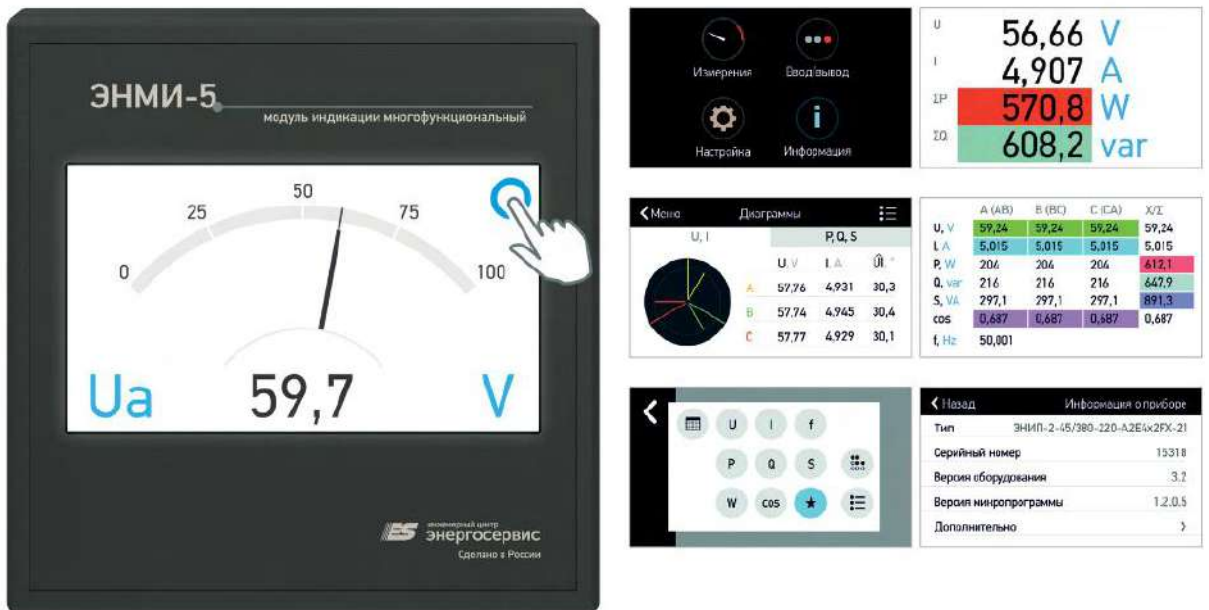 ЭНМИ-5
модуль индикации многофункциональный
0
25
50
75
100
Ua 59,7 V
ES инженерный центр
энергосервис
Сделано в России
Измерения Ввод/вывод
Настройка Информация
U 56,66 V
I 4,907 A
ΣP 570,8 W
ΣQ 608,2 var
Меню Диаграммы
U, I P, Q, S
U, V I, A ÛI, °
A 57,76 4,931 30,3
B 57,74 4,945 30,4
C 57,77 4,929 30,1
A (AB) B (BC) C (CA) X/Σ
U, V 59,24 59,24 59,24 59,24
I, A 5,015 5,015 5,015 5,015
P, W 204 204 204 612,1
Q, var 216 216 216 647,9
S, VA 297,1 297,1 297,1 891,3
cos 0,687 0,687 0,687 0,687
f, Hz 50,001
U I f
P Q S
W cos
Назад Информация о приборе
Тип ЭНИП-2-45/380-220-A2E4x2FX-21
Серийный номер 15318
Версия оборудования 3.2
Версия микропрограммы 1.2.0.5
Дополнительно